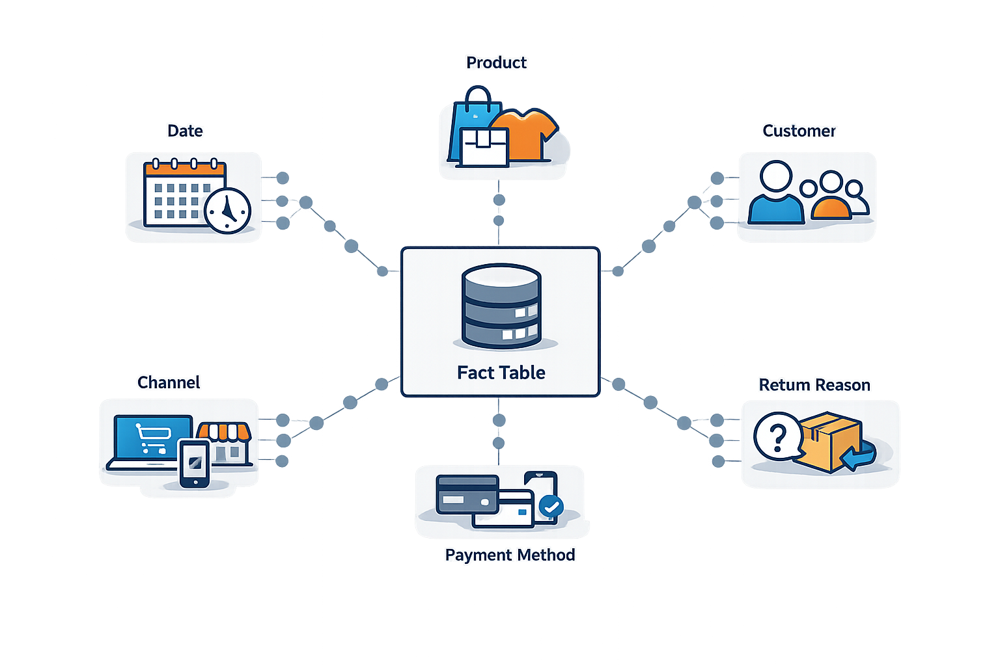 Product
Date
Customer
Fact Table
Channel
Retum Reason
Payment Method